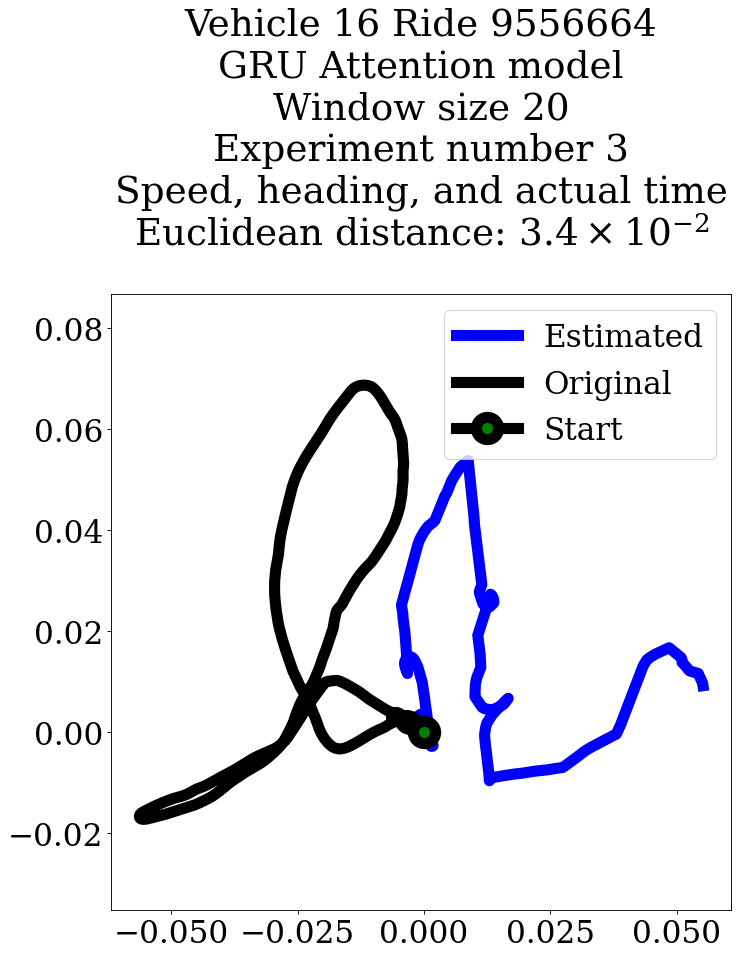 Vehicle 16 Ride 9556664
GRU Attention model
Window size 20
Experiment number 3
Speed, heading, and actual time
Euclidean distance: 3.4 × 10⁻²
Estimated
Original
Start
0.08
0.06
0.04
0.02
0.00
−0.02
−0.050 −0.025 0.000 0.025 0.050